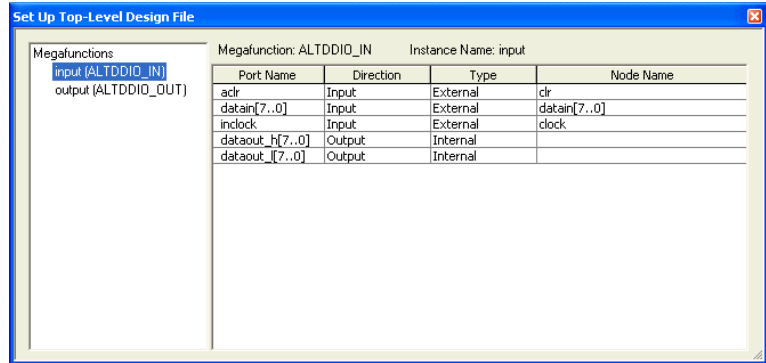 Set Up Top-Level Design File
Megafunctions
input (ALTDDIO_IN)
output (ALTDDIO_OUT)
Megafunction: ALTDDIO_IN Instance Name: input
Port Name Direction Type Node Name
aclr Input External clr
datain[7..0] Input External datain[7..0]
inclock Input External clock
dataout_h[7..0] Output Internal
dataout_l[7..0] Output Internal